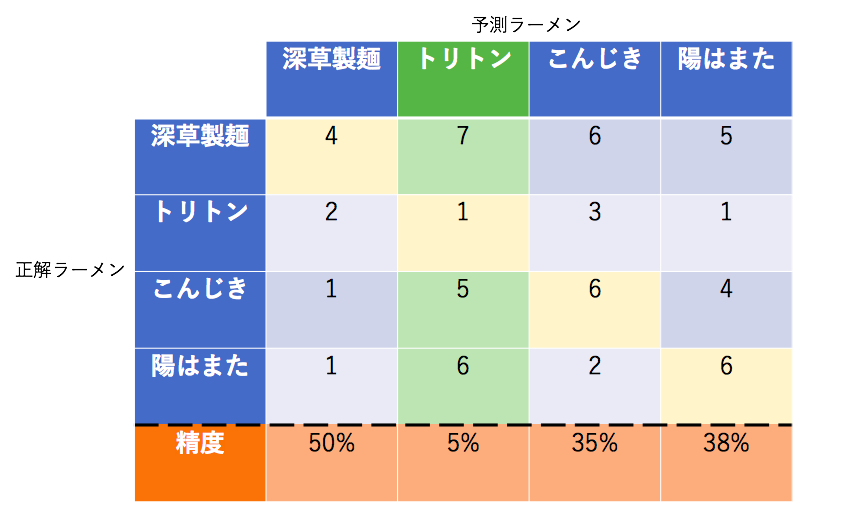 予測ラーメン
深草製麺 トリトン こんじき 陽はまた
深草製麺 4 7 6 5
トリトン 2 1 3 1
正解ラーメン
こんじき 1 5 6 4
陽はまた 1 6 2 6
精度 50% 5% 35% 38%